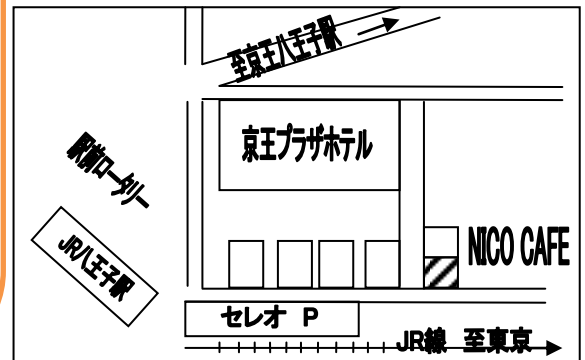 至京王八王子駅
京王プラザホテル
駅前ロータリー
NICO CAFE
JR八王子駅
セレオ P
JR線 至東京